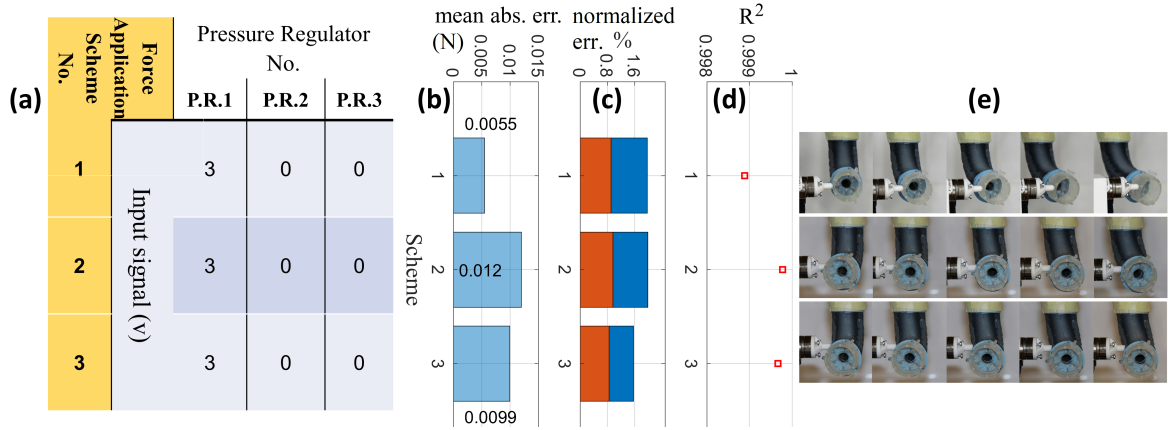 (a)
Force
Application
Scheme
No.
Pressure Regulator
No.
P.R.1 P.R.2 P.R.3
Input signal (v)
1 3 0 0
2 3 0 0
3 3 0 0
(b)
mean abs. err.
(N)
0 0.005 0.01 0.015
0.0055
0.012
0.0099
1
2
3
Scheme
(c)
normalized
err. %
0 0.8 1.6
1
2
3
(d)
R²
0.998 0.999 1
1
2
3
(e)